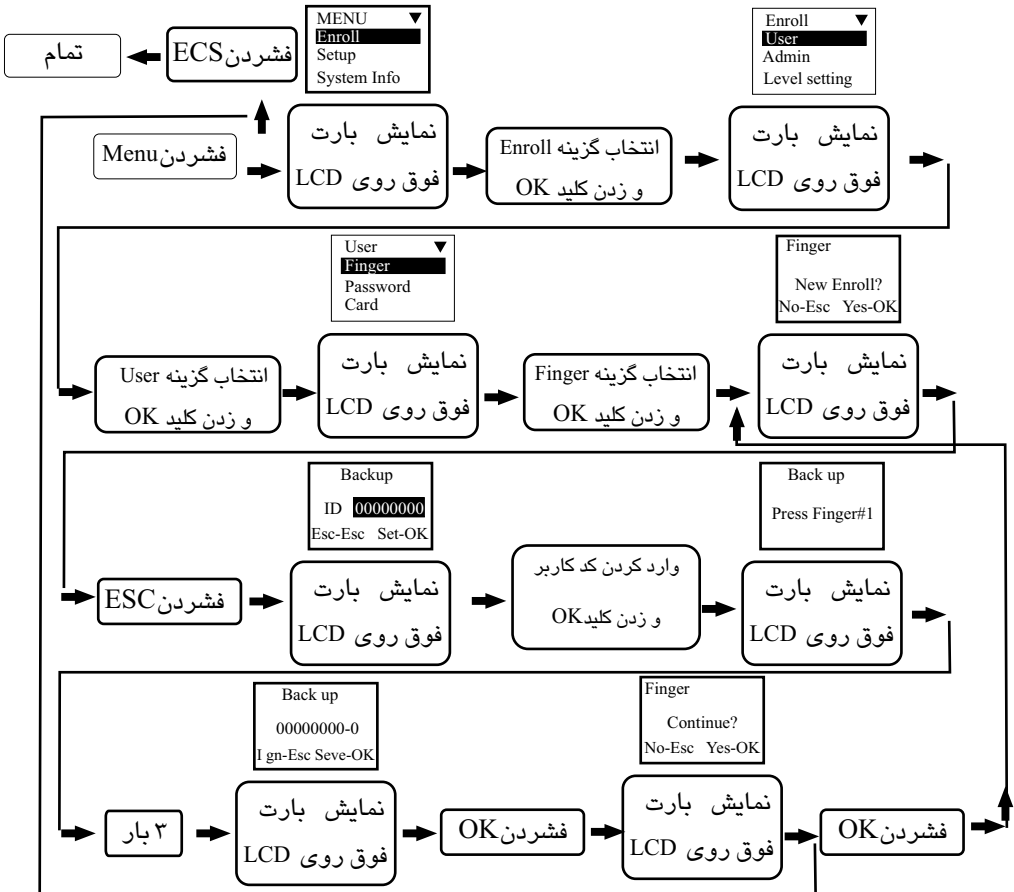 MENU ▼
Enroll
Setup
System Info
Enroll ▼
User
Admin
Level setting
تمام
فشردن ECS
فشردن Menu
نمایش بارت
فوق روی LCD
انتخاب گزینه Enroll
و زدن کلید OK
نمایش بارت
فوق روی LCD
User ▼
Finger
Password
Card
Finger
New Enroll?
No-Esc Yes-OK
انتخاب گزینه User
و زدن کلید OK
نمایش بارت
فوق روی LCD
انتخاب گزینه Finger
و زدن کلید OK
نمایش بارت
فوق روی LCD
Backup
ID 00000000
Esc-Esc Set-OK
Back up
Press Finger#1
فشردن ESC
نمایش بارت
فوق روی LCD
وارد کردن کد کاربر
و زدن کلید OK
نمایش بارت
فوق روی LCD
Back up
00000000-0
I gn-Esc Seve-OK
Finger
Continue?
No-Esc Yes-OK
۳ بار
نمایش بارت
فوق روی LCD
فشردن OK
نمایش بارت
فوق روی LCD
فشردن OK